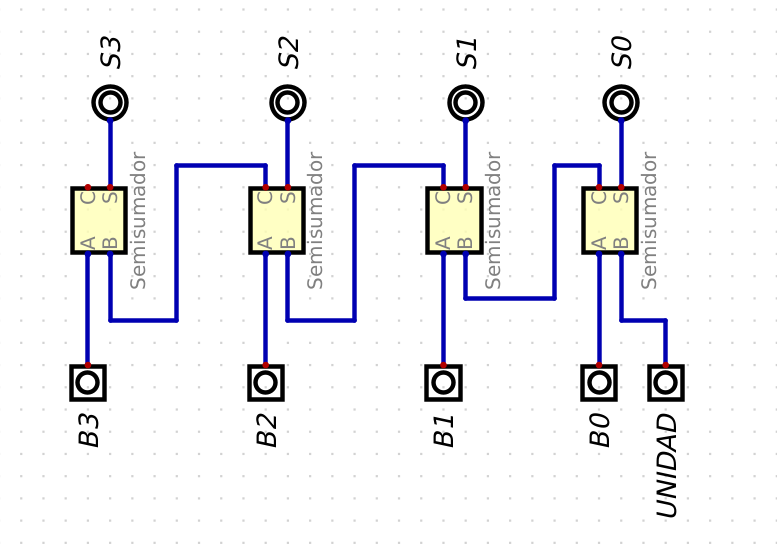 S3
S2
S1
S0
C S
A B
Semisumador
C S
A B
Semisumador
C S
A B
Semisumador
C S
A B
Semisumador
B3
B2
B1
B0
UNIDAD